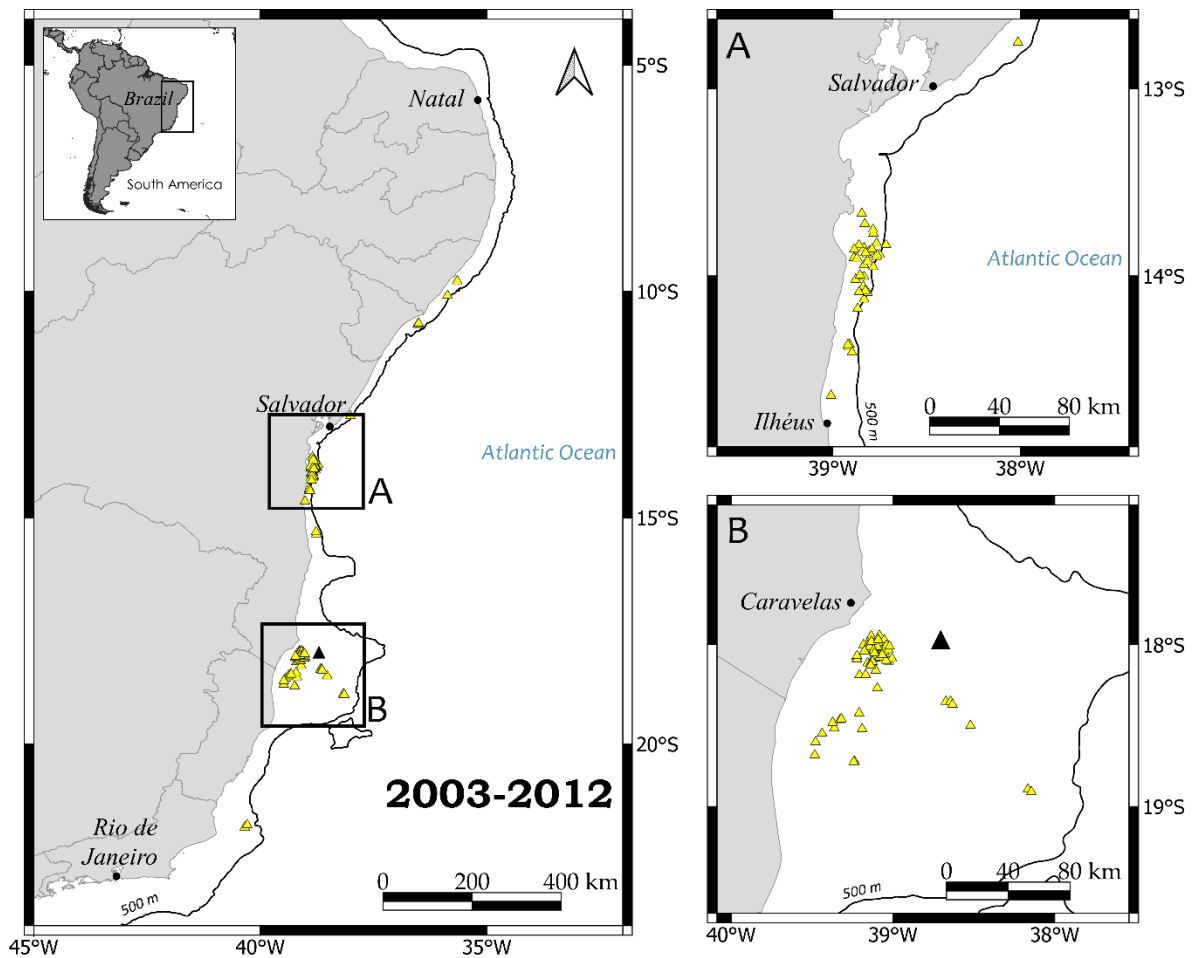 Brazil
South America
Natal
Salvador
Atlantic Ocean
A
B
2003-2012
Rio de
Janeiro
500 m
0 200 400 km
5°S
10°S
15°S
20°S
45°W 40°W 35°W
A
Salvador
Atlantic Ocean
Ilhéus
500 m
0 40 80 km
13°S
14°S
39°W 38°W
B
Caravelas
500 m
0 40 80 km
18°S
19°S
40°W 39°W 38°W